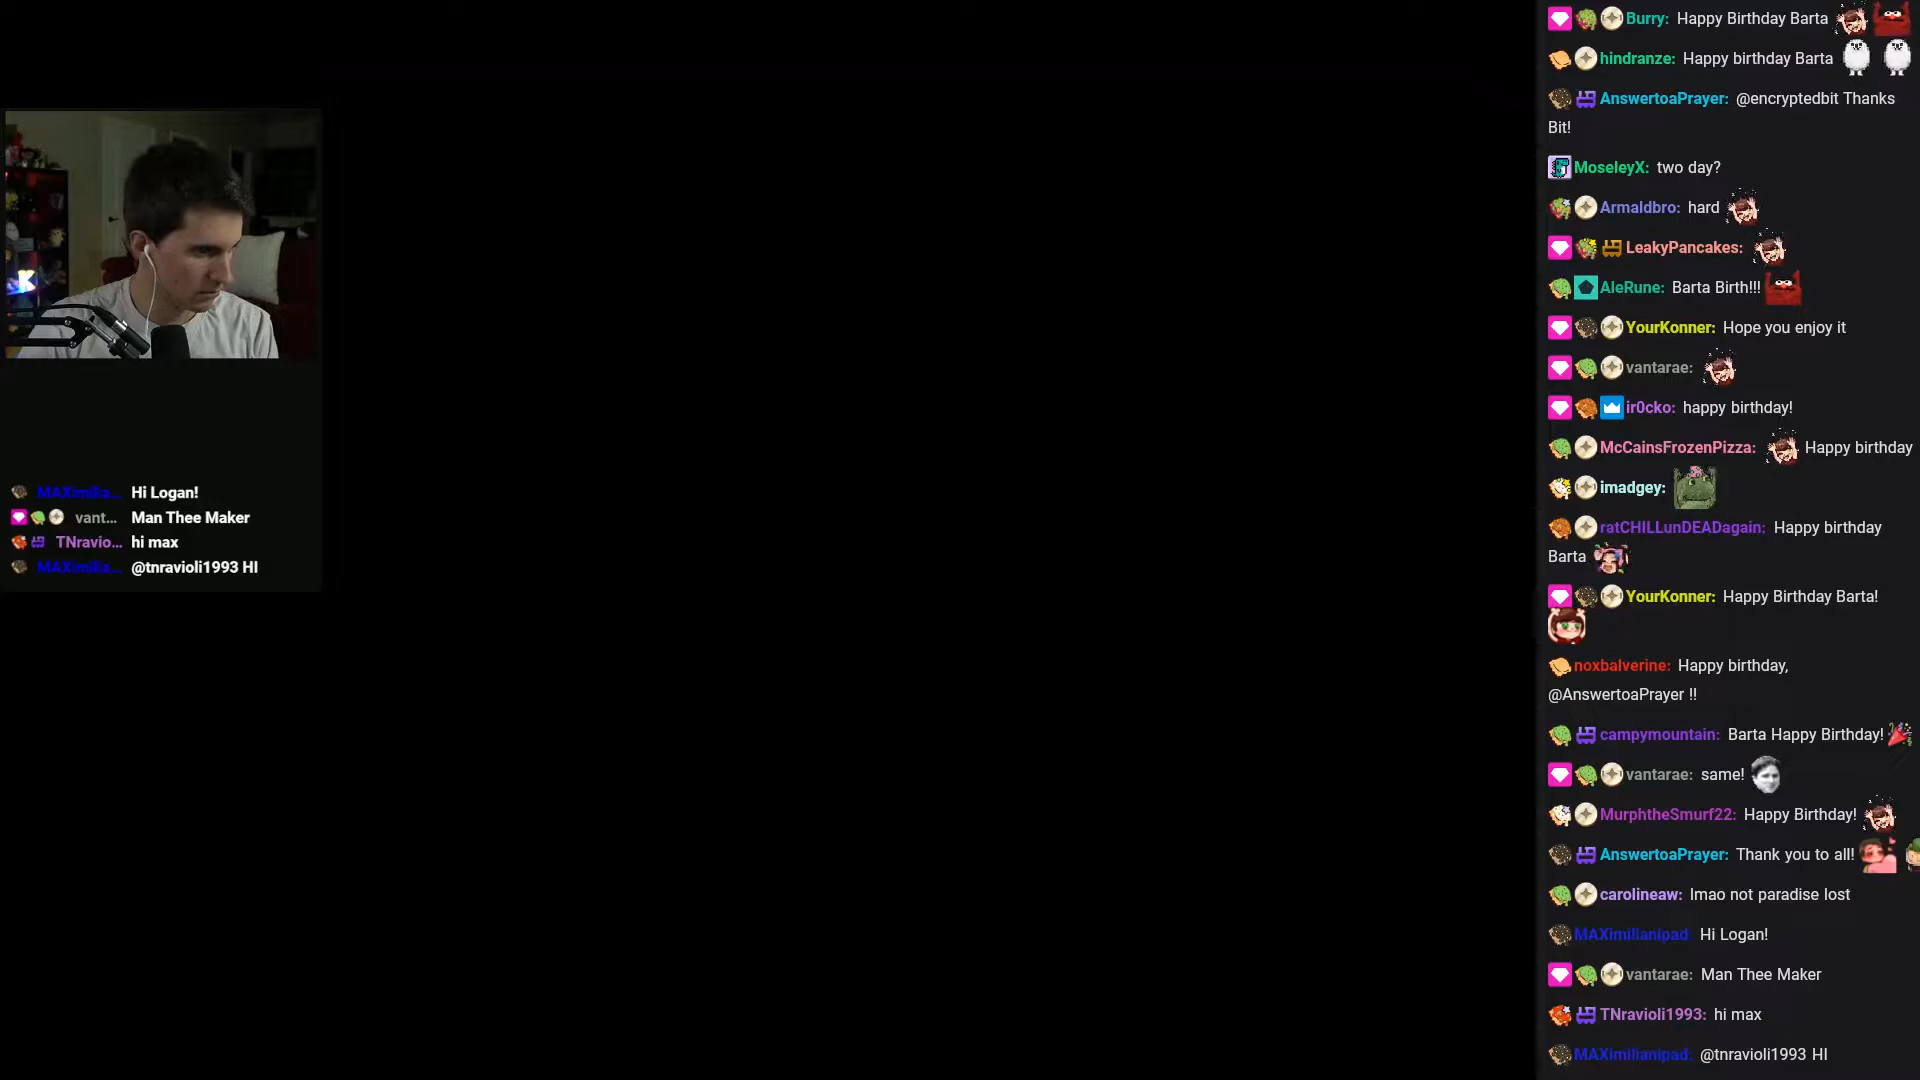 MAXimilia... Hi Logan!
vant... Man Thee Maker
TNravio... hi max
MAXimilia... @tnravioli1993 HI
Burry: Happy Birthday Barta
hindranze: Happy birthday Barta
AnswertoaPrayer: @encryptedbit Thanks
Bit!
MoseleyX: two day?
Armaldbro: hard
LeakyPancakes:
AleRune: Barta Birth!!!
YourKonner: Hope you enjoy it
vantarae:
ir0cko: happy birthday!
McCainsFrozenPizza: Happy birthday
imadgey:
ratCHILLunDEADagain: Happy birthday
Barta
YourKonner: Happy Birthday Barta!
noxbalverine: Happy birthday,
@AnswertoaPrayer !!
campymountain: Barta Happy Birthday!
vantarae: same!
MurphtheSmurf22: Happy Birthday!
AnswertoaPrayer: Thank you to all!
carolineaw: lmao not paradise lost
MAXimilianipad: Hi Logan!
vantarae: Man Thee Maker
TNravioli1993: hi max
MAXimilianipad: @tnravioli1993 HI